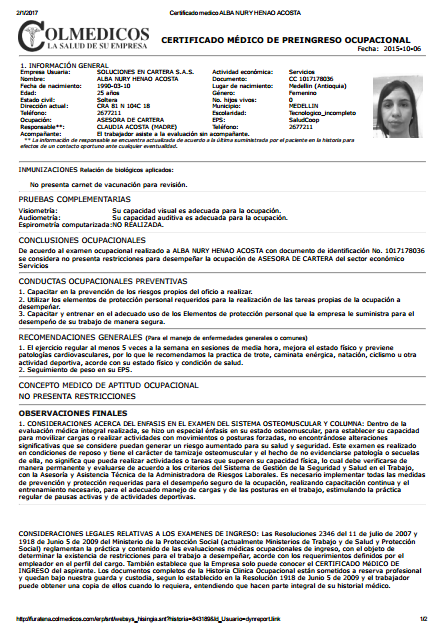 2/1/2017 Certificado medico ALBA NURY HENAO ACOSTA
COLMEDICOS
LA SALUD DE SU EMPRESA
CERTIFICADO MÉDICO DE PREINGRESO OCUPACIONAL
Fecha: 2015-10-06
1. INFORMACIÓN GENERAL
Empresa Usuaria: SOLUCIONES EN CARTERA S.A.S. Actividad económica: Servicios
Nombre: ALBA NURY HENAO ACOSTA Documento: CC 1017178036
Fecha de nacimiento: 1990-03-10 Lugar de nacimiento: Medellín (Antioquia)
Edad: 25 años Género: Femenino
Estado civil: Soltera No. hijos vivos: 0
Dirección actual: CRA 81 N 104C 18 Municipio: MEDELLIN
Teléfono: 2677211 Escolaridad: Tecnologico_incompleto
Ocupación: ASESORA DE CARTERA EPS: SaludCoop
Responsable**: CLAUDIA ACOSTA (MADRE) Teléfono: 2677211
Acompañante: El trabajador asiste a la evaluación sin acompañante.
** La información de responsable se encuentra actualizada de acuerdo a la última suministrada por el paciente en la historia para
efectos de un contacto oportuno ante cualquier eventualidad.
INMUNIZACIONES Relación de biológicos aplicados:
No presenta carnet de vacunación para revisión.
PRUEBAS COMPLEMENTARIAS
Visiometría: Su capacidad visual es adecuada para la ocupación.
Audiometría: Su capacidad auditiva es adecuada para la ocupación.
Espirometría computarizada: NO REALIZADA.
CONCLUSIONES OCUPACIONALES
De acuerdo al examen ocupacional realizado a ALBA NURY HENAO ACOSTA con documento de identificación No. 1017178036
se considera no presenta restricciones para desempeñar la ocupación de ASESORA DE CARTERA del sector económico
Servicios
CONDUCTAS OCUPACIONALES PREVENTIVAS
1. Capacitar en la prevención de los riesgos propios del oficio a realizar.
2. Utilizar los elementos de protección personal requeridos para la realización de las tareas propias de la ocupación a
desempeñar.
3. Capacitar y entrenar en el adecuado uso de los Elementos de protección personal que la empresa le suministra para el
desempeño de su trabajo de manera segura.
RECOMENDACIONES GENERALES (Para el manejo de enfermedades generales o comunes)
1. El ejercicio regular al menos 5 veces a la semana en sesiones de media hora, mejora el estado físico y previene
patologías cardiovasculares, por lo que le recomendamos la practica de trote, caminata enérgica, natación, ciclismo u otra
actividad deportiva, acorde con su estado físico y condición de salud.
2. Seguimiento de peso en su EPS.
CONCEPTO MEDICO DE APTITUD OCUPACIONAL
NO PRESENTA RESTRICCIONES
OBSERVACIONES FINALES
1. CONSIDERACIONES ACERCA DEL ENFASIS EN EL EXAMEN DEL SISTEMA OSTEOMUSCULAR Y COLUMNA: Dentro de la
evaluación médica integral realizada, se hizo un especial énfasis en su estado osteomuscular, para establecer su capacidad
para movilizar cargas o realizar actividades con movimientos o posturas forzadas, no encontrándose alteraciones
significativas que se considere puedan generar un riesgo aumentado para su salud y seguridad. Este examen es realizado
en condiciones de reposo y tiene el carácter de tamizaje osteomuscular y el hecho de no evidenciarse patología o secuelas
de ella, no significa que pueda realizar actividades o tareas que superen su capacidad física, lo cual debe verificarse de
manera permanente y evaluarse de acuerdo a los criterios del Sistema de Gestión de la Seguridad y Salud en el Trabajo,
con la Asesoría y Asistencia Técnica de la Administradora de Riesgos Laborales. Es necesario implementar todas las medidas
de prevención y protección requeridas para el desempeño seguro de la ocupación, realizando capacitación continua y el
entrenamiento necesario, para el adecuado manejo de cargas y de las posturas en el trabajo, estimulando la práctica
regular de pausas activas y de actividades deportivas.
CONSIDERACIONES LEGALES RELATIVAS A LOS EXAMENES DE INGRESO: Las Resoluciones 2346 del 11 de julio de 2007 y
1918 de Junio 5 de 2009 del Ministerio de la Protección Social (actualmente Ministerios de Trabajo y de Salud y Protección
Social) reglamentan la práctica y contenido de las evaluaciones médicas ocupacionales de ingreso, con el objeto de
determinar la existencia de restricciones para el trabajo a desempeñar, acorde con los requerimientos definidos por el
empleador en el perfil del cargo. También establece que la Empresa solo puede conocer el CERTIFICADO MÉDICO DE
INGRESO del aspirante. Los documentos completos de la Historia Clínica Ocupacional están sometidos a reserva profesional
y quedan bajo nuestra guarda y custodia, segun lo establecido en la Resolución 1918 de Junio 5 de 2009 y el trabajador
puede obtener una copia de ellos cuando lo requiera, entendiendo que hacen parte integral de su historial médico.
1/2